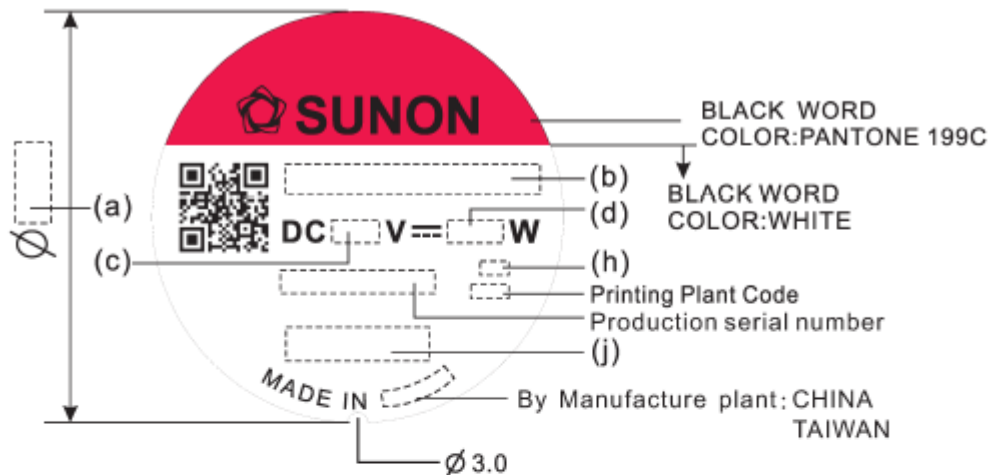 SUNON
BLACK WORD
COLOR:PANTONE 199C
(b)
BLACK WORD
COLOR:WHITE
(a)
(d)
DC V W
(c)
(h)
Printing Plant Code
Production serial number
(j)
MADE IN
By Manufacture plant: CHINA
TAIWAN
Ø
Ø 3.0